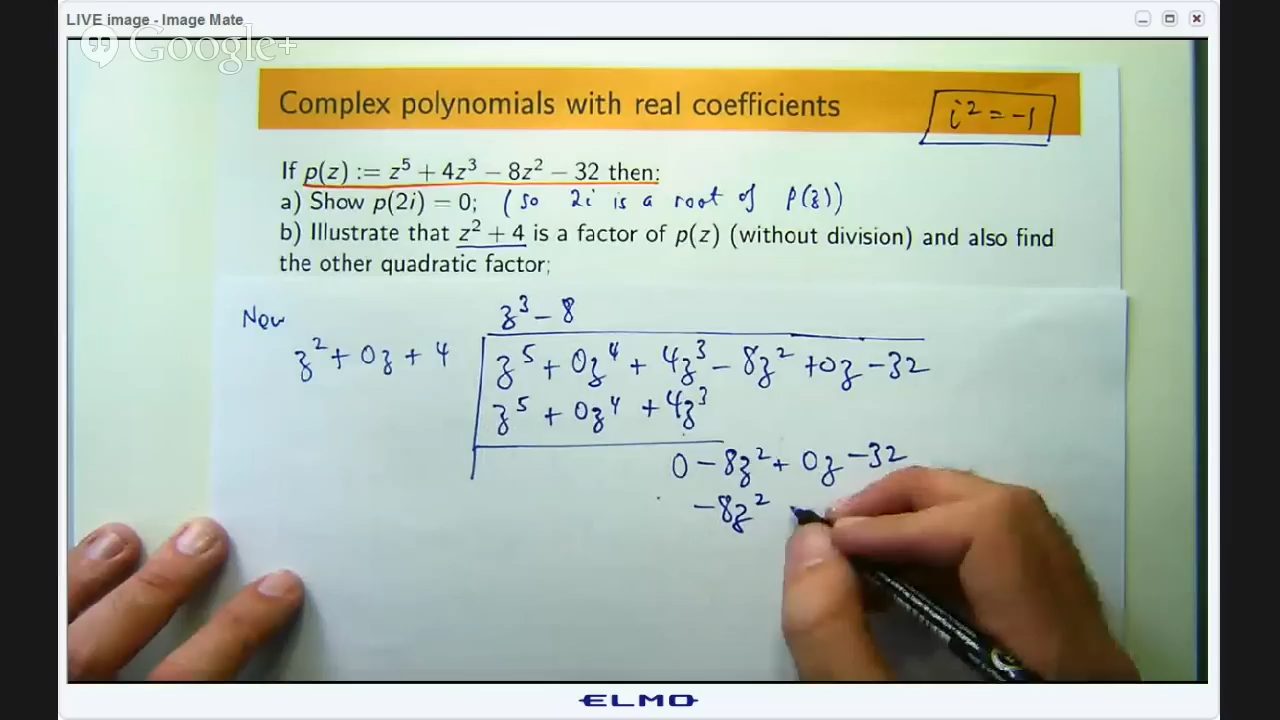 LIVE image - Image Mate
Google+
Complex polynomials with real coefficients
i² = -1
If p(z) := z⁵ + 4z³ − 8z² − 32 then:
a) Show p(2i) = 0; (so 2i is a root of p(z))
b) Illustrate that z² + 4 is a factor of p(z) (without division) and also find
the other quadratic factor;
Now
z³ - 8
z² + 0z + 4
z⁵ + 0z⁴ + 4z³ - 8z² + 0z - 32
z⁵ + 0z⁴ + 4z³
0 - 8z² + 0z - 32
-8z²
ELMO